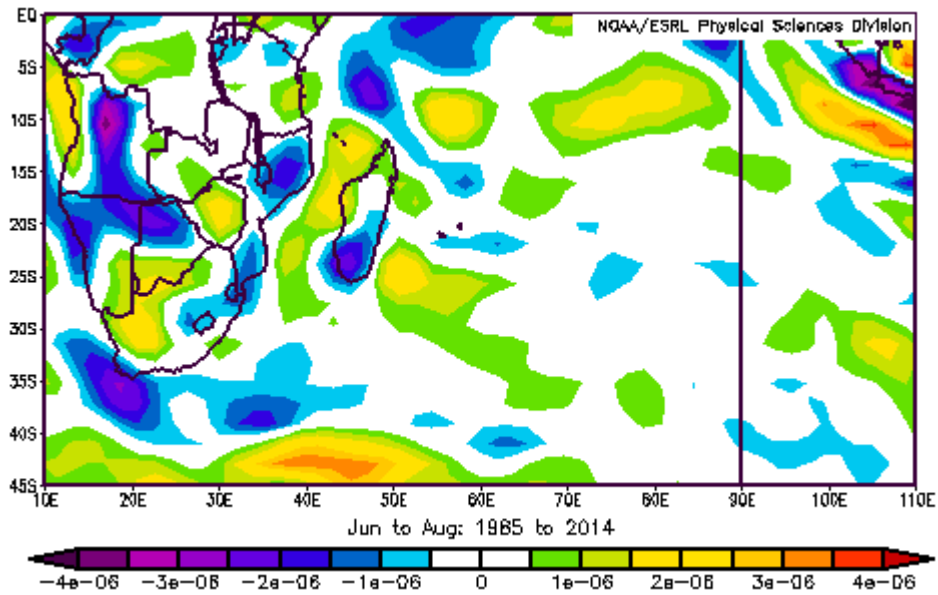 NOAA/ESRL Physical Sciences Division
EQ
5S
10S
15S
20S
25S
30S
35S
40S
45S
10E 20E 30E 40E 50E 60E 70E 80E 90E 100E 110E
Jun to Aug: 1965 to 2014
-4e-06 -3e-06 -2e-06 -1e-06 0 1e-06 2e-06 3e-06 4e-06